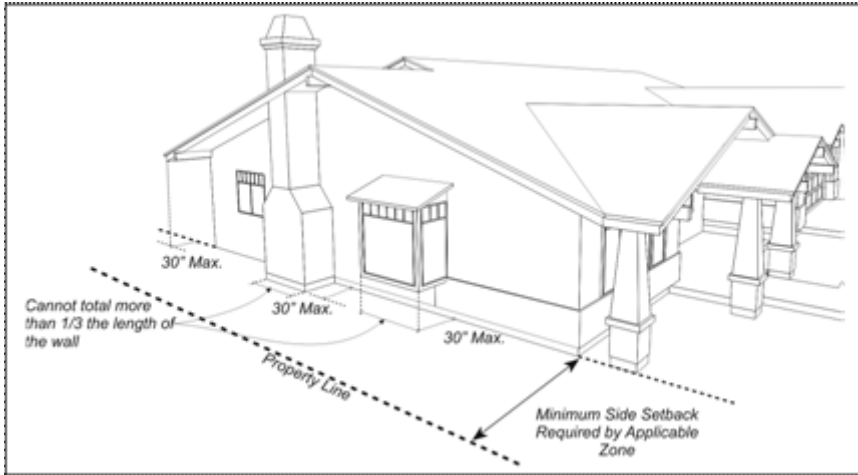 30" Max.
Cannot total more
than 1/3 the length of
the wall
30" Max.
30" Max.
Property Line
Minimum Side Setback
Required by Applicable
Zone